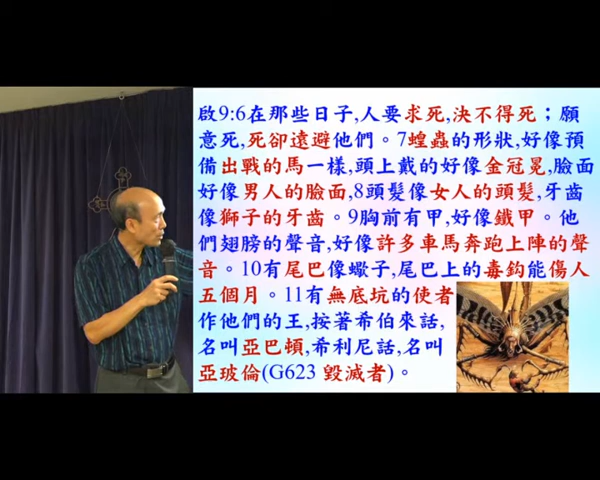 啟9:6在那些日子,人要求死,決不得死；願
意死,死卻遠避他們。7蝗蟲的形狀,好像預
備出戰的馬一樣,頭上戴的好像金冠冕,臉面
好像男人的臉面,8頭髮像女人的頭髮,牙齒
像獅子的牙齒。9胸前有甲,好像鐵甲。他
們翅膀的聲音,好像許多車馬奔跑上陣的聲
音。10有尾巴像蠍子,尾巴上的毒鈎能傷人
五個月。11有無底坑的使者
作他們的王,按著希伯來話,
名叫亞巴頓,希利尼話,名叫
亞玻倫(G623 毀滅者)。